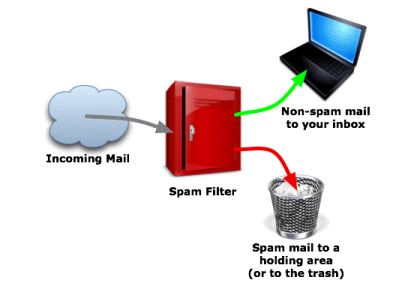 Non-spam mail
to your inbox
Incoming Mail
Spam Filter
Spam mail to a
holding area
(or to the trash)